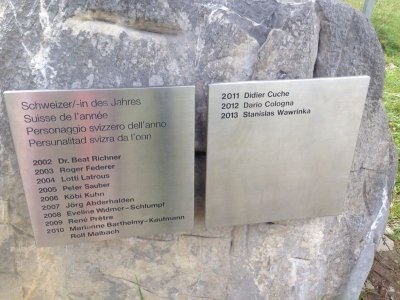 Schweizer/-in des Jahres
Suisse de l'année
Personaggio svizzero dell'anno
Persunalitad svizra da l'onn
2002 Dr. Beat Richner
2003 Roger Federer
2004 Lotti Latrous
2005 Peter Sauber
2006 Köbi Kuhn
2007 Jörg Abderhalden
2008 Eveline Widmer-Schlumpf
2009 René Prêtre
2010 Marianne Barthelmy-Kaufmann
Rolf Maibach
2011 Didier Cuche
2012 Dario Cologna
2013 Stanislas Wawrinka